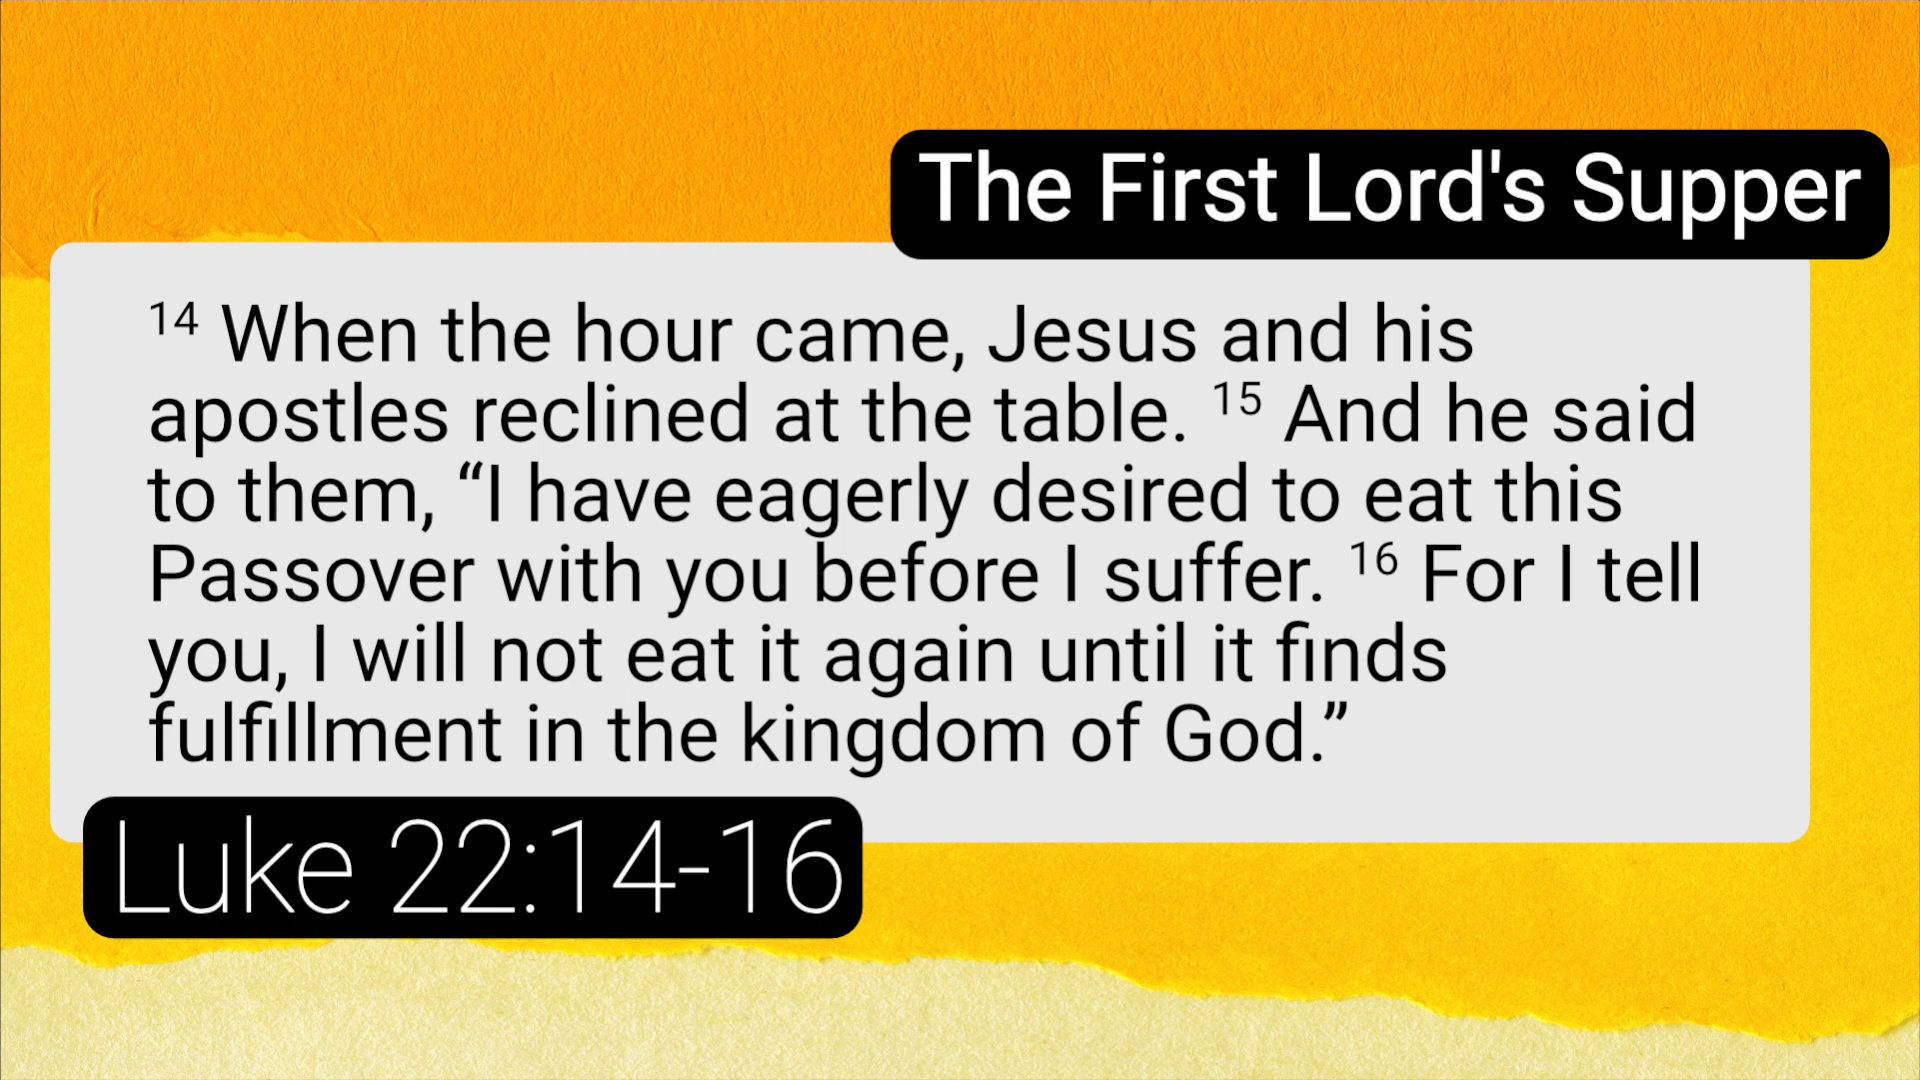 The First Lord's Supper
14 When the hour came, Jesus and his
apostles reclined at the table. 15 And he said
to them, “I have eagerly desired to eat this
Passover with you before I suffer. 16 For I tell
you, I will not eat it again until it finds
fulfillment in the kingdom of God.”
Luke 22:14-16